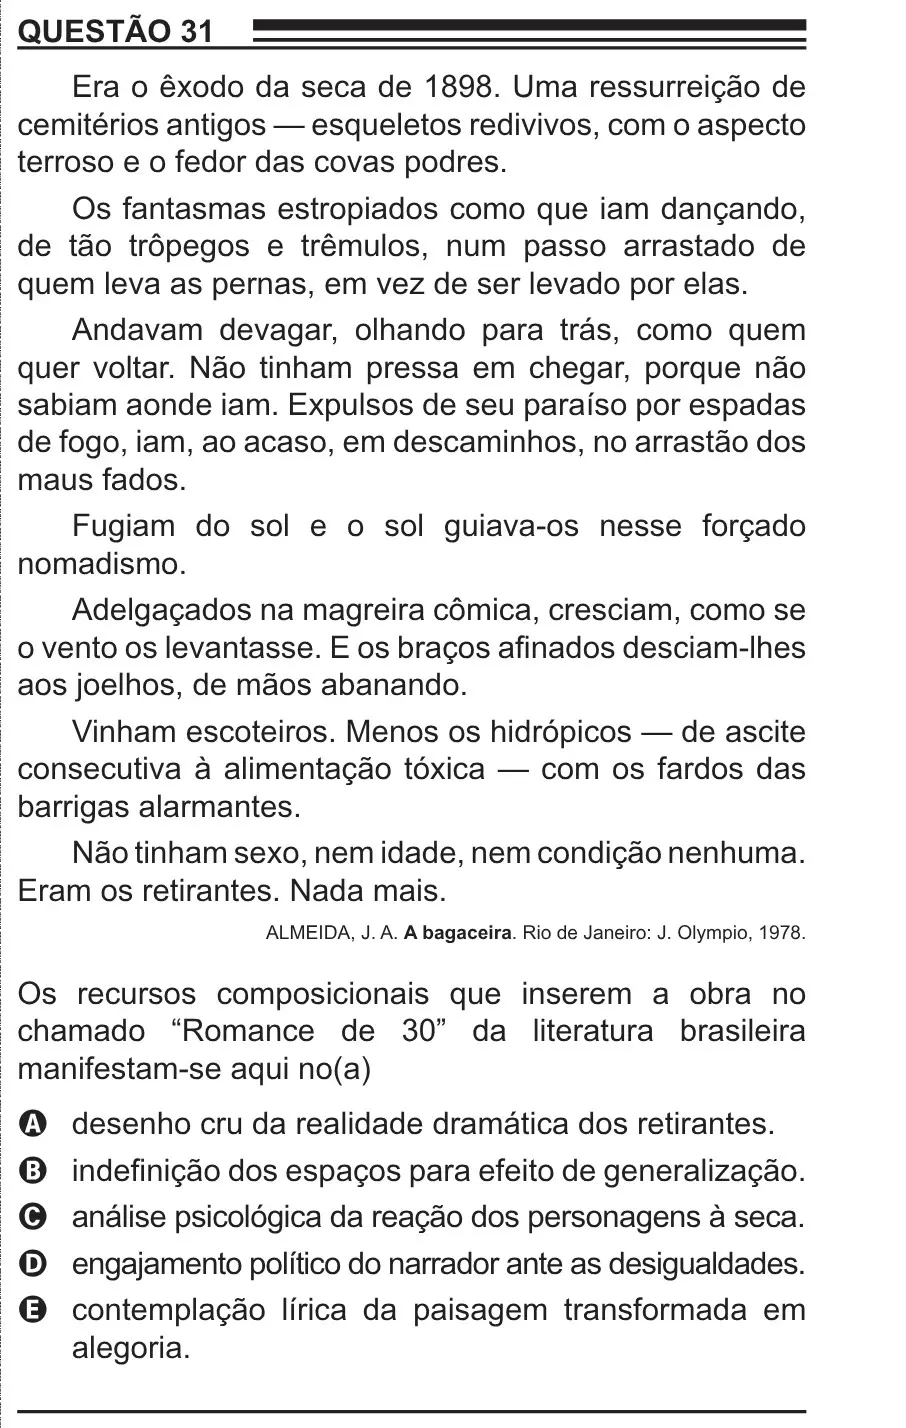 QUESTÃO 31
Era o êxodo da seca de 1898. Uma ressurreição de
cemitérios antigos — esqueletos redivivos, com o aspecto
terroso e o fedor das covas podres.
Os fantasmas estropiados como que iam dançando,
de tão trôpegos e trêmulos, num passo arrastado de
quem leva as pernas, em vez de ser levado por elas.
Andavam devagar, olhando para trás, como quem
quer voltar. Não tinham pressa em chegar, porque não
sabiam aonde iam. Expulsos de seu paraíso por espadas
de fogo, iam, ao acaso, em descaminhos, no arrastão dos
maus fados.
Fugiam do sol e o sol guiava-os nesse forçado
nomadismo.
Adelgaçados na magreira cômica, cresciam, como se
o vento os levantasse. E os braços afinados desciam-lhes
aos joelhos, de mãos abanando.
Vinham escoteiros. Menos os hidrópicos — de ascite
consecutiva à alimentação tóxica — com os fardos das
barrigas alarmantes.
Não tinham sexo, nem idade, nem condição nenhuma.
Eram os retirantes. Nada mais.
ALMEIDA, J. A. A bagaceira. Rio de Janeiro: J. Olympio, 1978.
Os recursos composicionais que inserem a obra no
chamado “Romance de 30” da literatura brasileira
manifestam-se aqui no(a)
A desenho cru da realidade dramática dos retirantes.
B indefinição dos espaços para efeito de generalização.
C análise psicológica da reação dos personagens à seca.
D engajamento político do narrador ante as desigualdades.
E contemplação lírica da paisagem transformada em
alegoria.